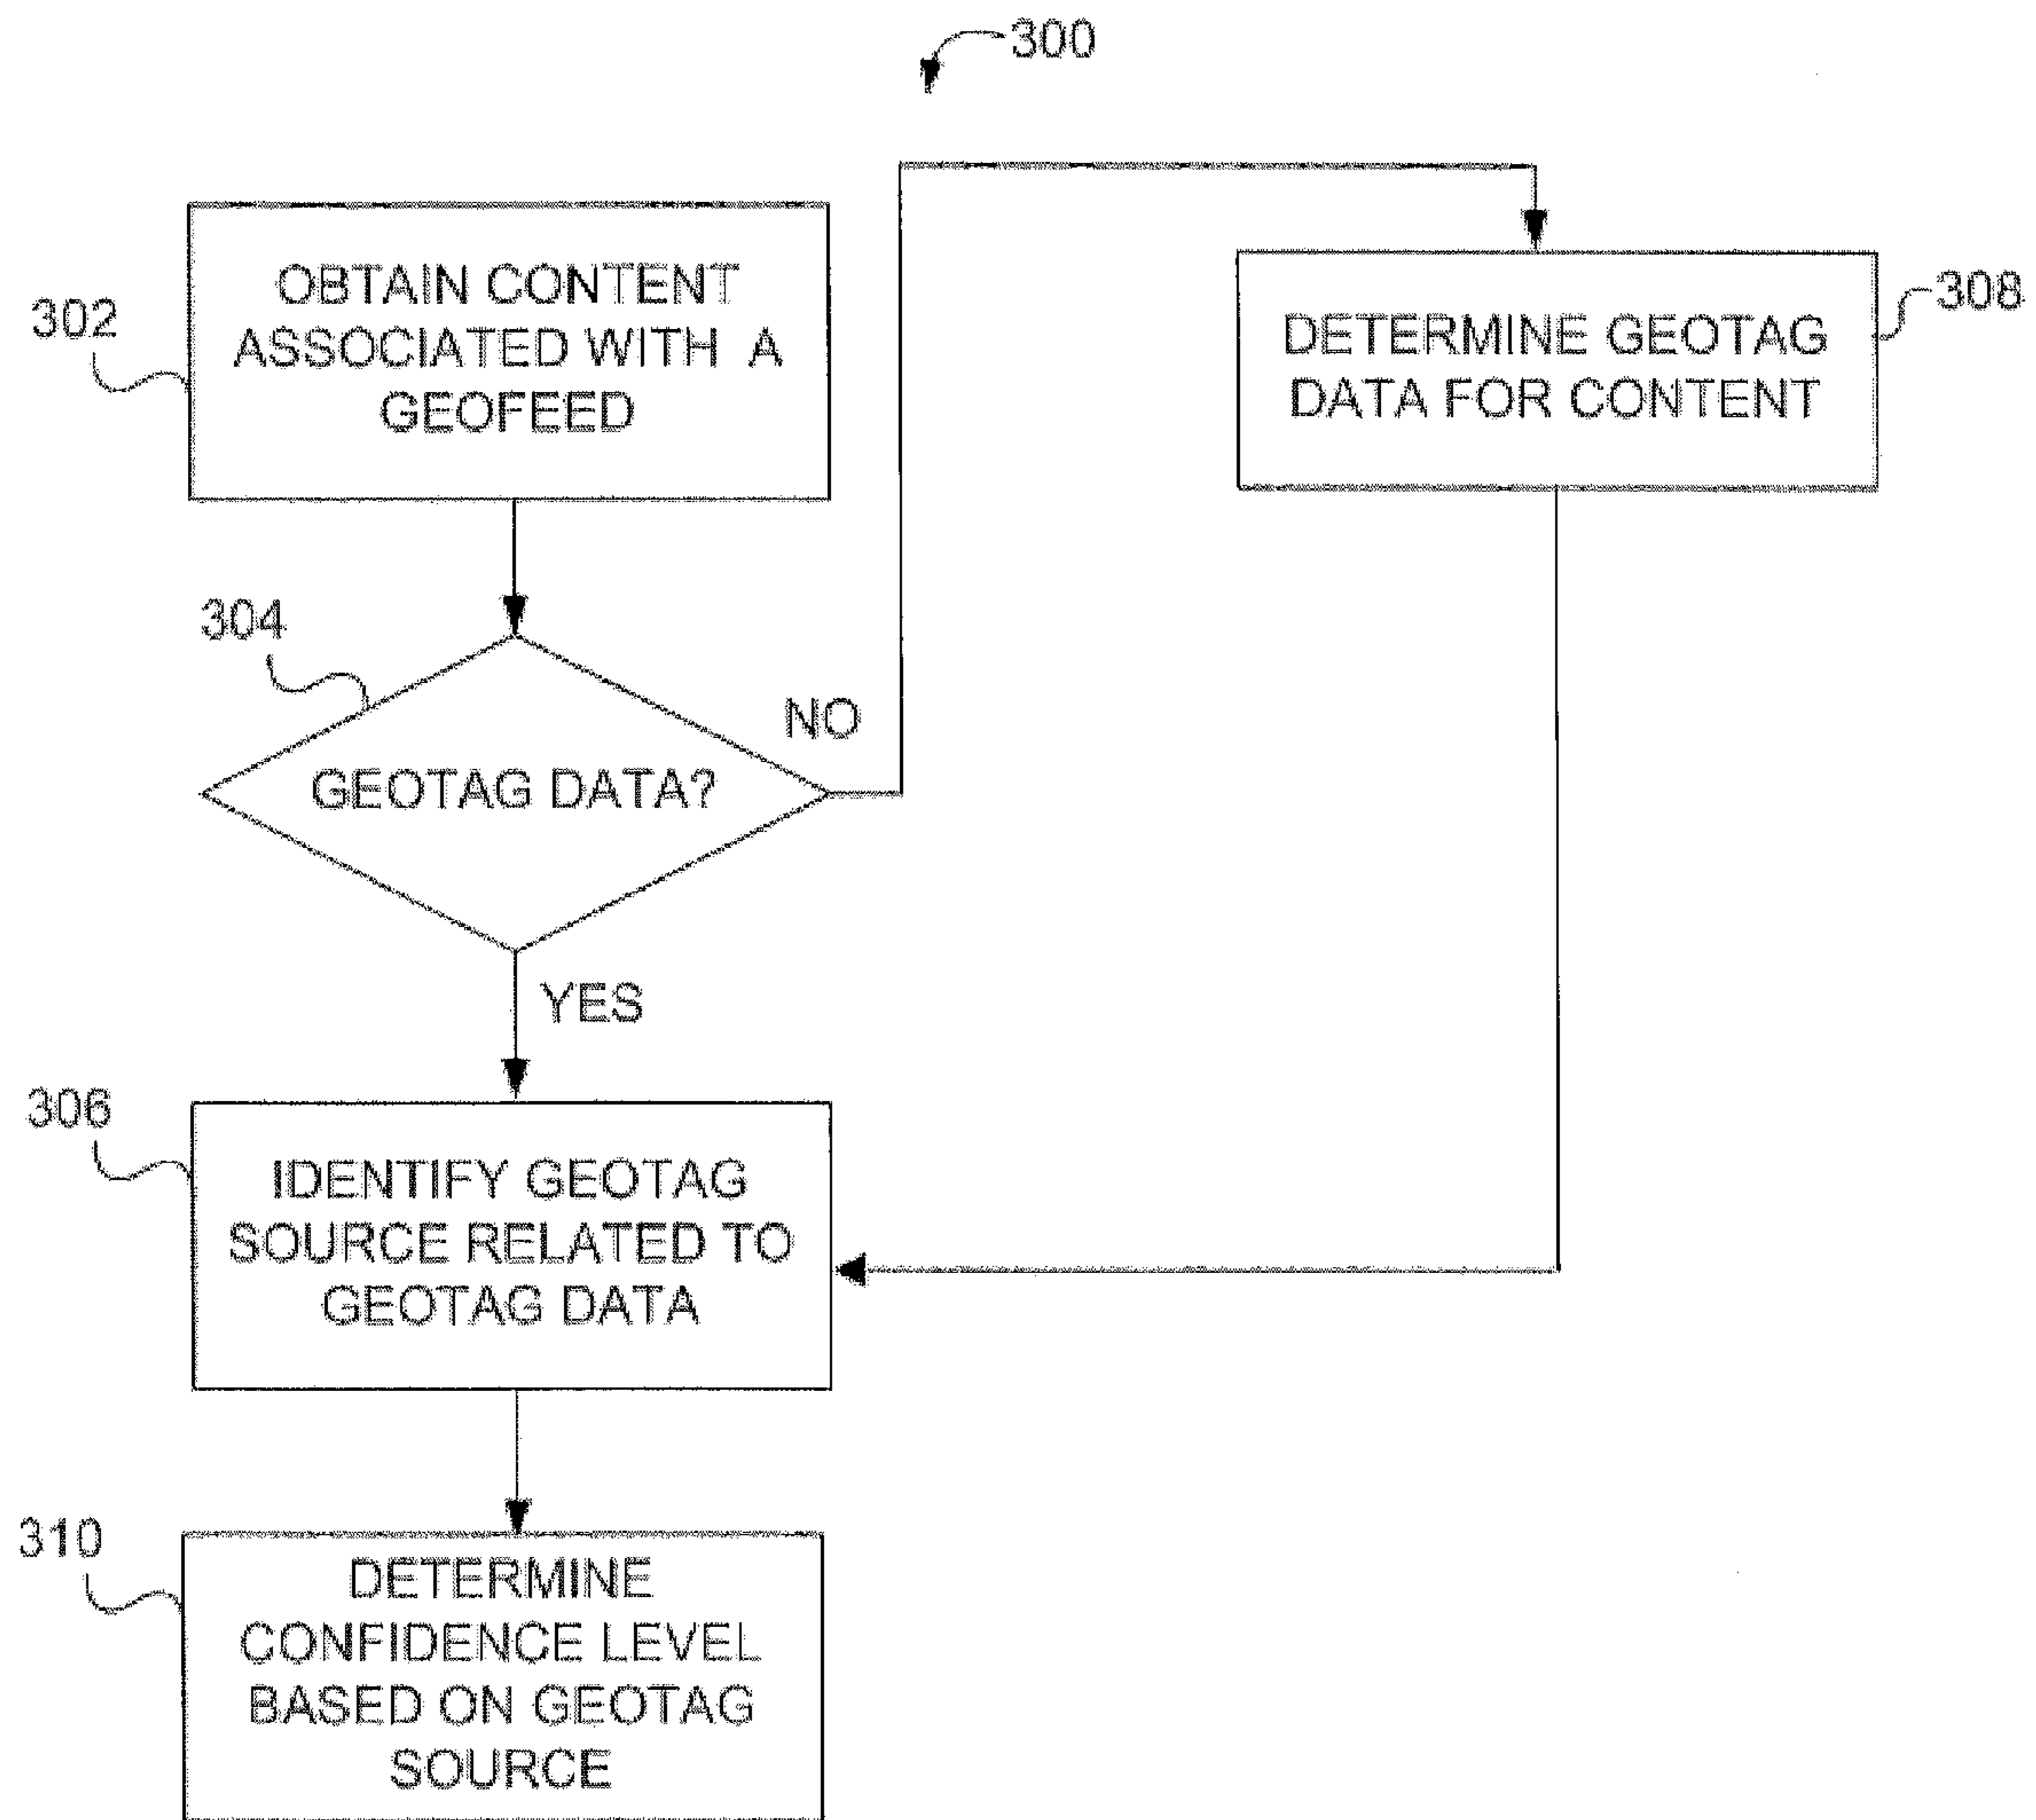 300
302
OBTAIN CONTENT
ASSOCIATED WITH A
GEOFEED
308
DETERMINE GEOTAG
DATA FOR CONTENT
304
GEOTAG DATA?
NO
YES
306
IDENTIFY GEOTAG
SOURCE RELATED TO
GEOTAG DATA
310
DETERMINE
CONFIDENCE LEVEL
BASED ON GEOTAG
SOURCE